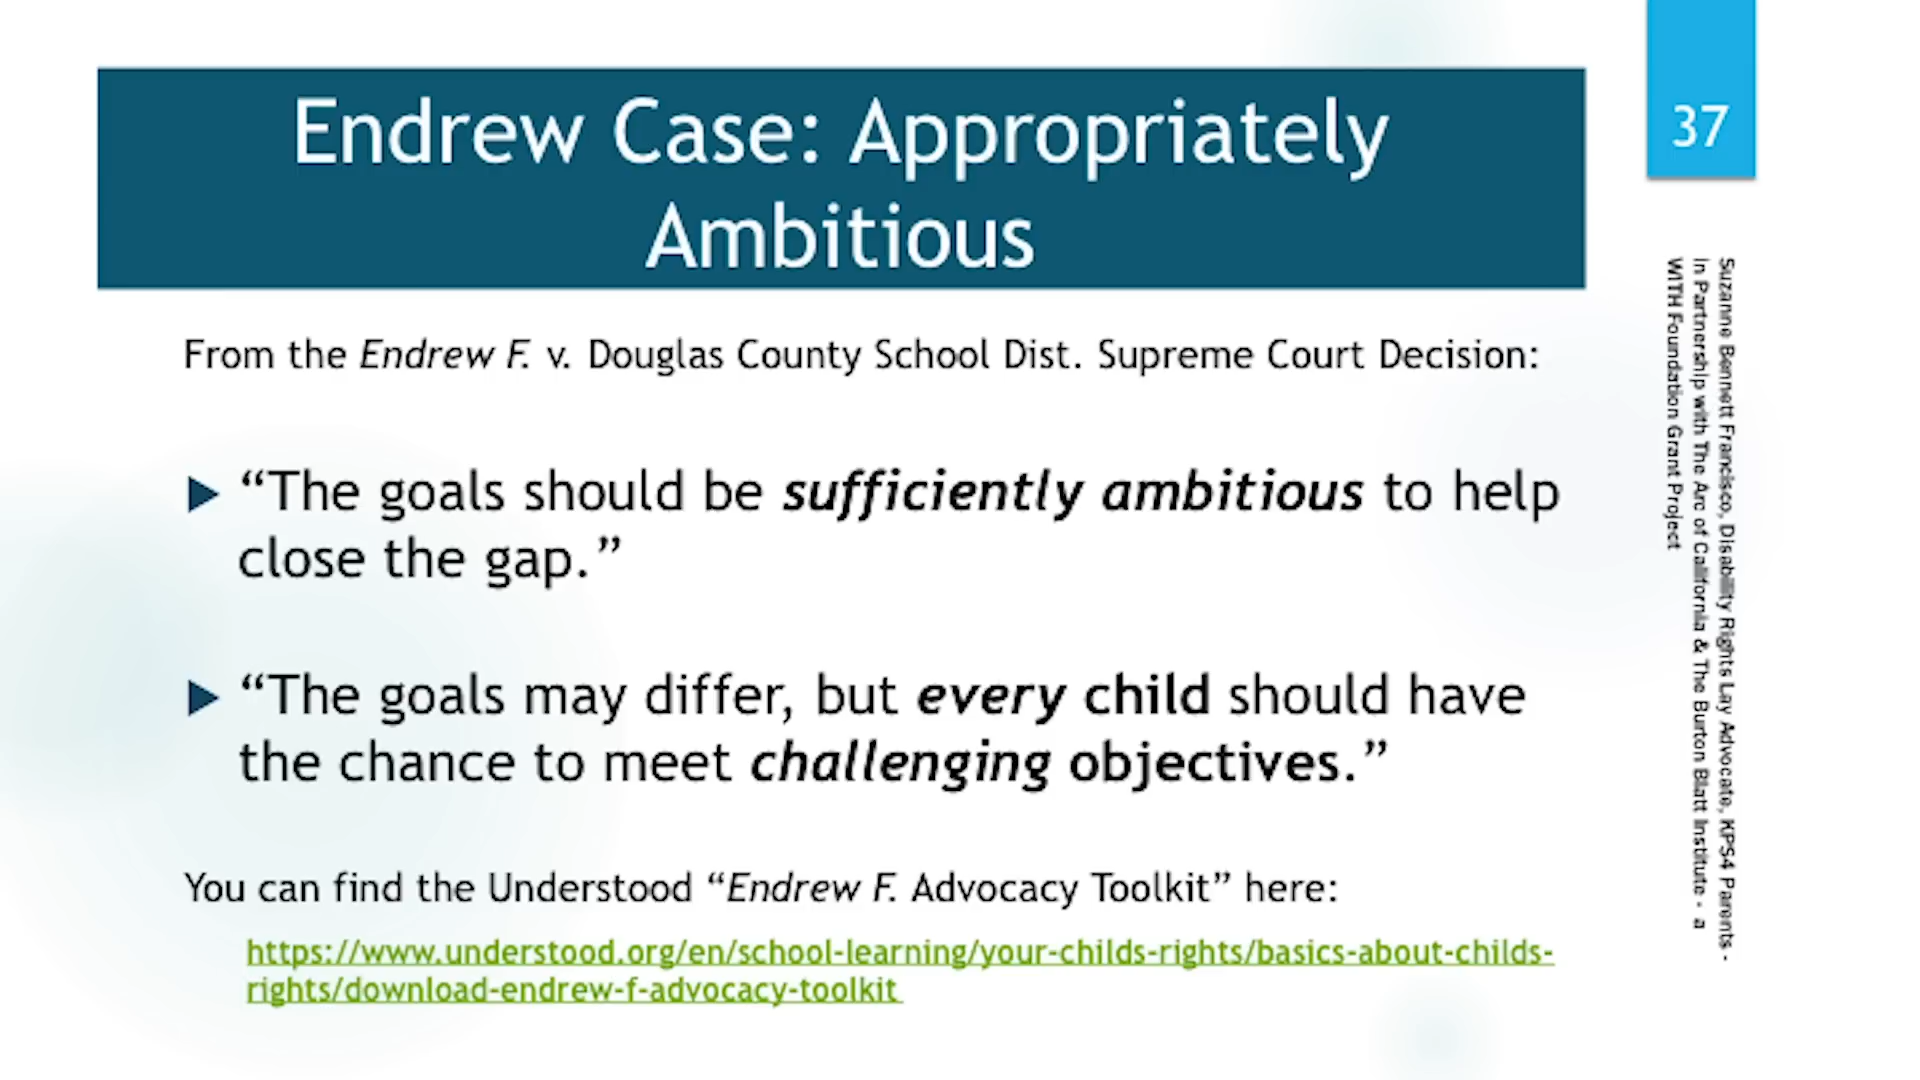 Endrew Case: Appropriately
Ambitious
37
From the Endrew F. v. Douglas County School Dist. Supreme Court Decision:
“The goals should be sufficiently ambitious to help
close the gap.”
“The goals may differ, but every child should have
the chance to meet challenging objectives.”
You can find the Understood “Endrew F. Advocacy Toolkit” here:
https://www.understood.org/en/school-learning/your-childs-rights/basics-about-childs-
rights/download-endrew-f-advocacy-toolkit
Suzanne Bennett Francisco, Disability Rights Lay Advocate, KPS4 Parents -
in Partnership with The Arc of California & The Burton Blatt Institute - a
WITH Foundation Grant Project